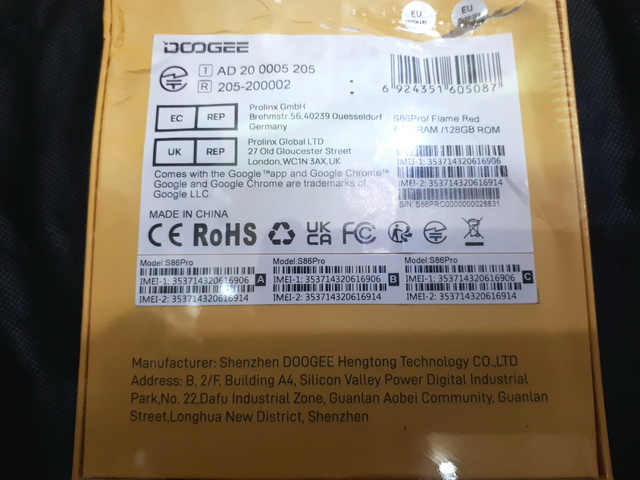 EU
EU
DOOGEE
T AD 20 0005 205
R 205-200002
:
6 924351 605087
EC REP
Prolinx GmbH
Brehmstr.56,40239 Duesseldorf
Germany
UK REP
Prolinx Global LTD
27 Old Gloucester Street
London,WC1N 3AX,UK
S86Pro/ Flame Red
RAM /128GB ROM
IMEI-1: 353714320616906
IMEI-2: 353714320616914
S/N: S86PRO0000000028831
Comes with the Google™app and Google Chrome™
Google and Google Chrome are trademarks of
Google LLC.
MADE IN CHINA
CE RoHS UK CA FC
Model:S86Pro
IMEI-1: 353714320616906 A
IMEI-2: 353714320616914
Model:S86Pro
IMEI-1: 353714320616906 B
IMEI-2: 353714320616914
Model:S86Pro
IMEI-1: 353714320616906 C
IMEI-2: 353714320616914
Manufacturer: Shenzhen DOOGEE Hengtong Technology CO.,LTD
Address: B, 2/F, Building A4, Silicon Valley Power Digital Industrial
Park,No. 22,Dafu Industrial Zone, Guanlan Aobei Community, Guanlan
Street,Longhua New District, Shenzhen